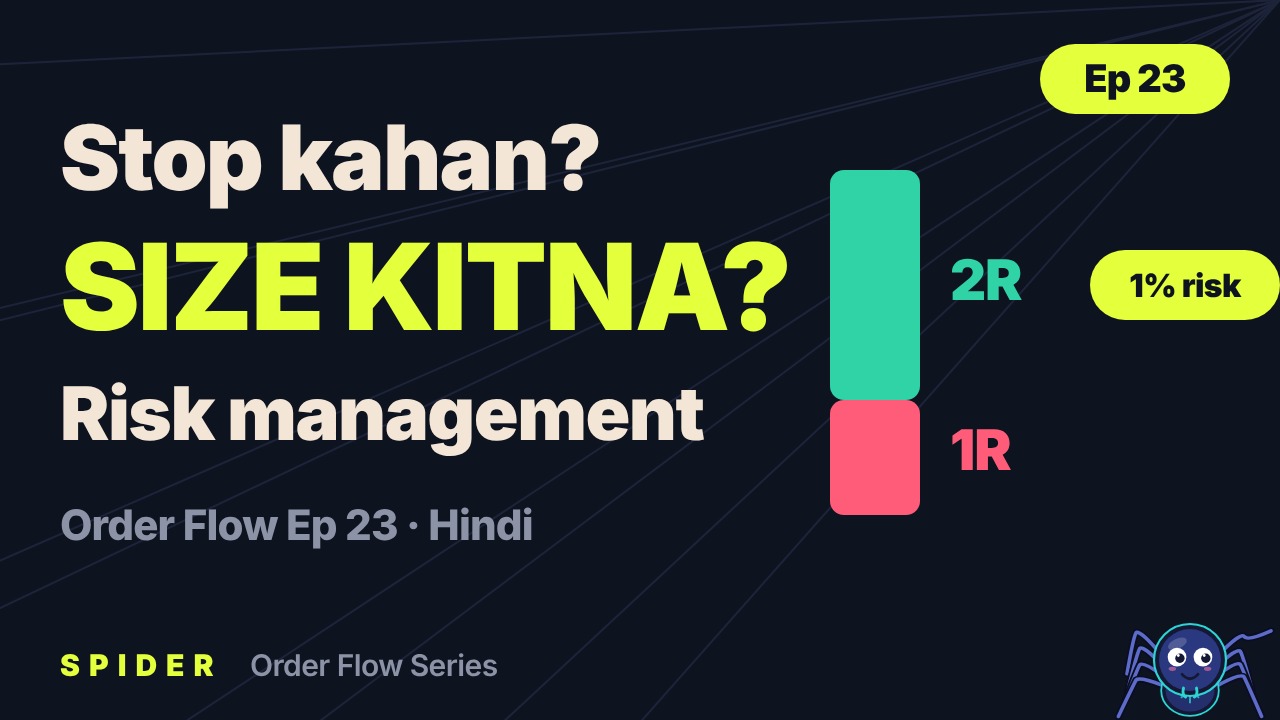 Ep 23
Stop kahan?
SIZE KITNA?
2R
1% risk
Risk management
1R
Order Flow Ep 23 · Hindi
SPIDER Order Flow Series